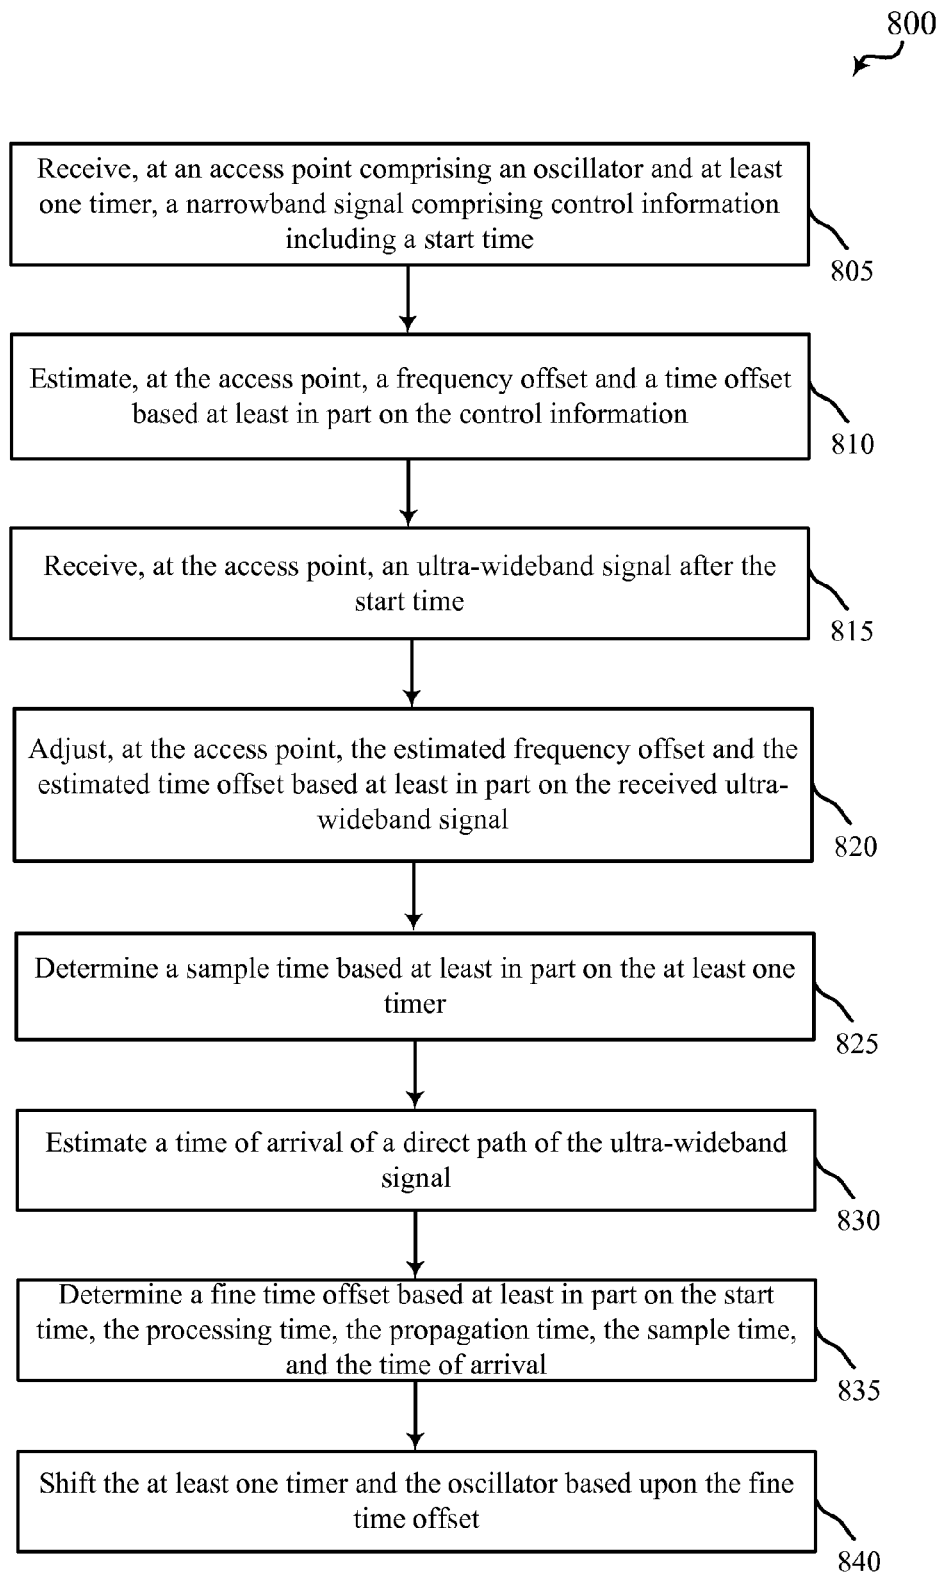 800
Receive, at an access point comprising an oscillator and at least
one timer, a narrowband signal comprising control information
including a start time
805
Estimate, at the access point, a frequency offset and a time offset
based at least in part on the control information
810
Receive, at the access point, an ultra-wideband signal after the
start time
815
Adjust, at the access point, the estimated frequency offset and the
estimated time offset based at least in part on the received ultra-
wideband signal
820
Determine a sample time based at least in part on the at least one
timer
825
Estimate a time of arrival of a direct path of the ultra-wideband
signal
830
Determine a fine time offset based at least in part on the start
time, the processing time, the propagation time, the sample time,
and the time of arrival
835
Shift the at least one timer and the oscillator based upon the fine
time offset
840